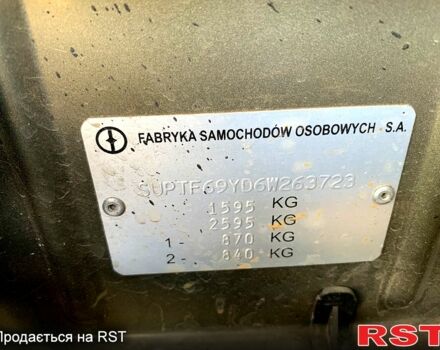 FABRYKA SAMOCHODÓW OSOBOWYCH S.A.
SUPTF69YD6W263723
1595 KG
2595 KG
1- 870 KG
2- 840 KG
Продається на RST
RST